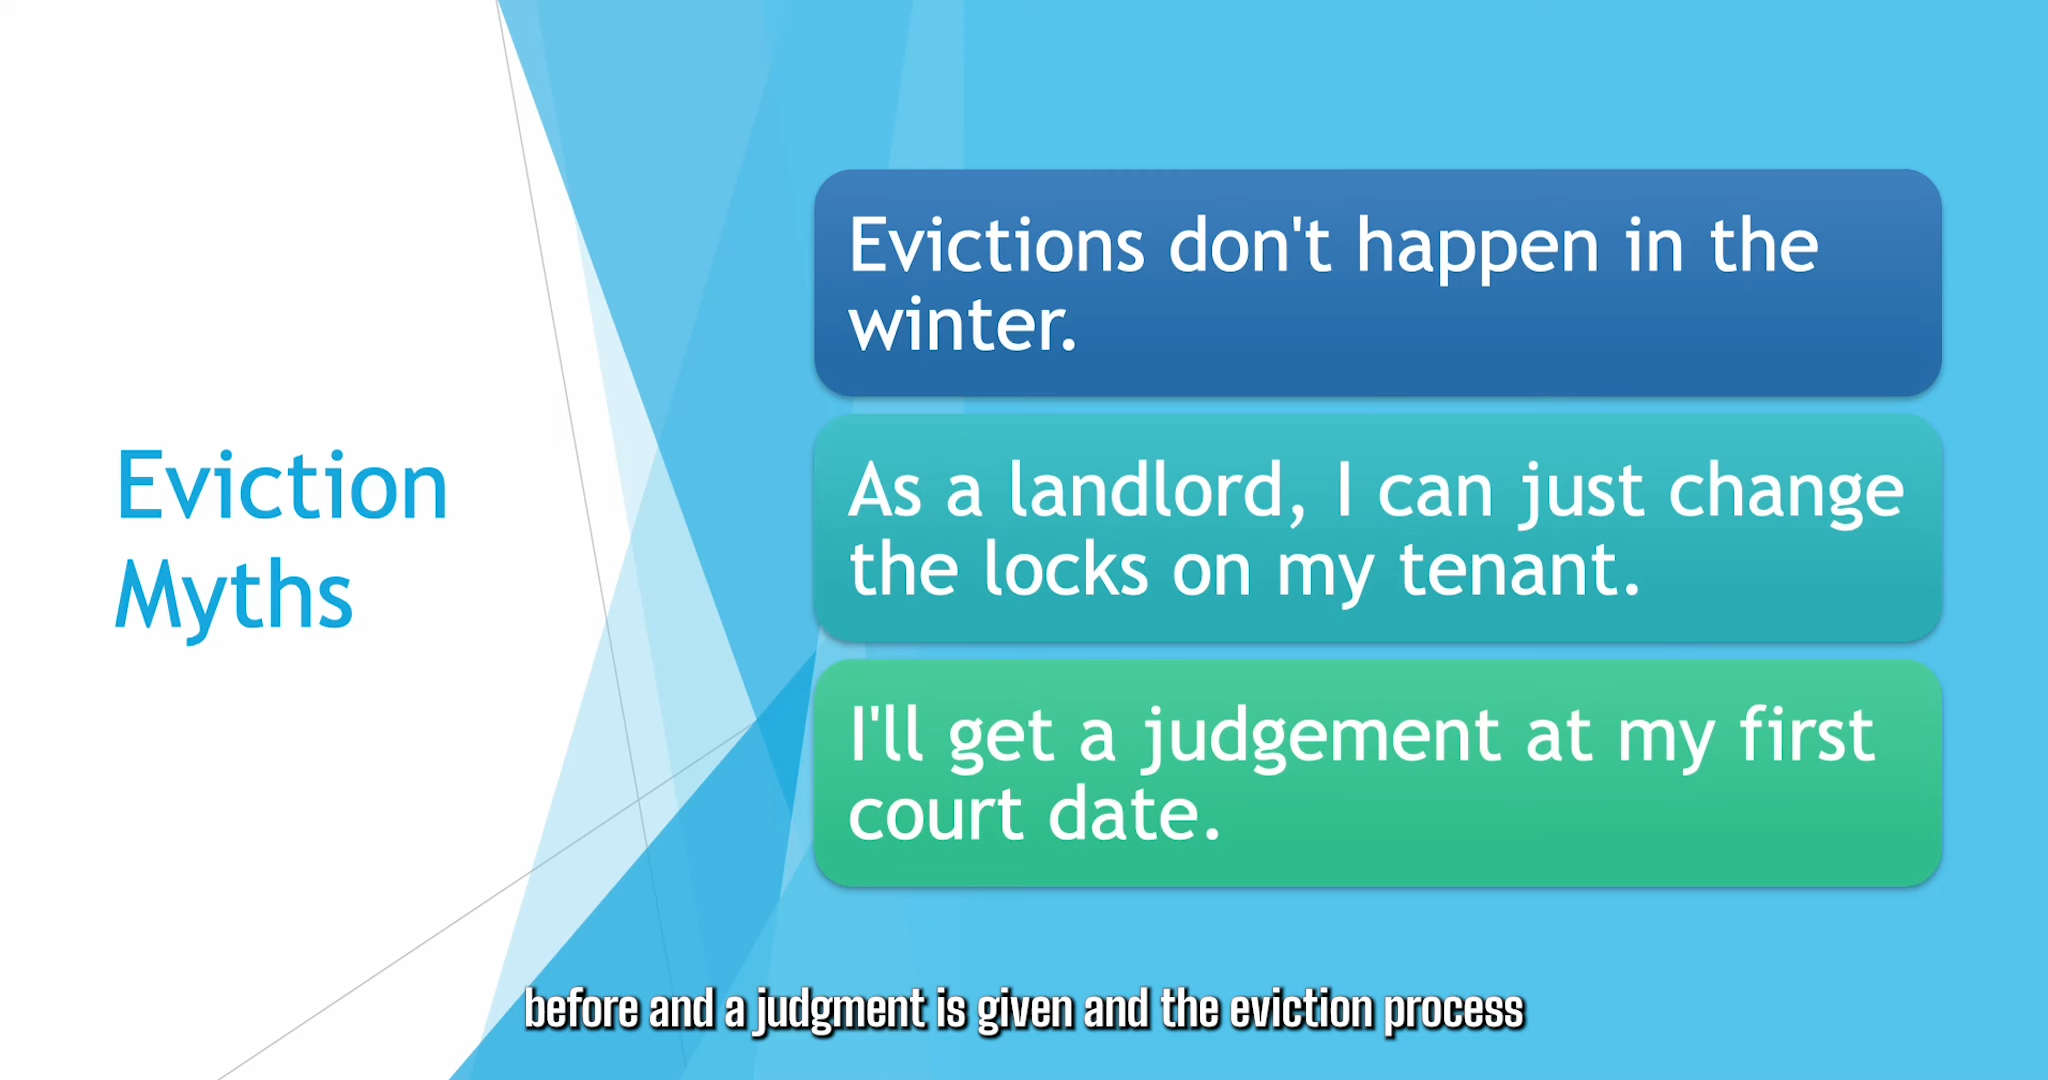 Eviction
Myths
Evictions don't happen in the
winter.
As a landlord, I can just change
the locks on my tenant.
I'll get a judgement at my first
court date.
before and a judgment is given and the eviction process